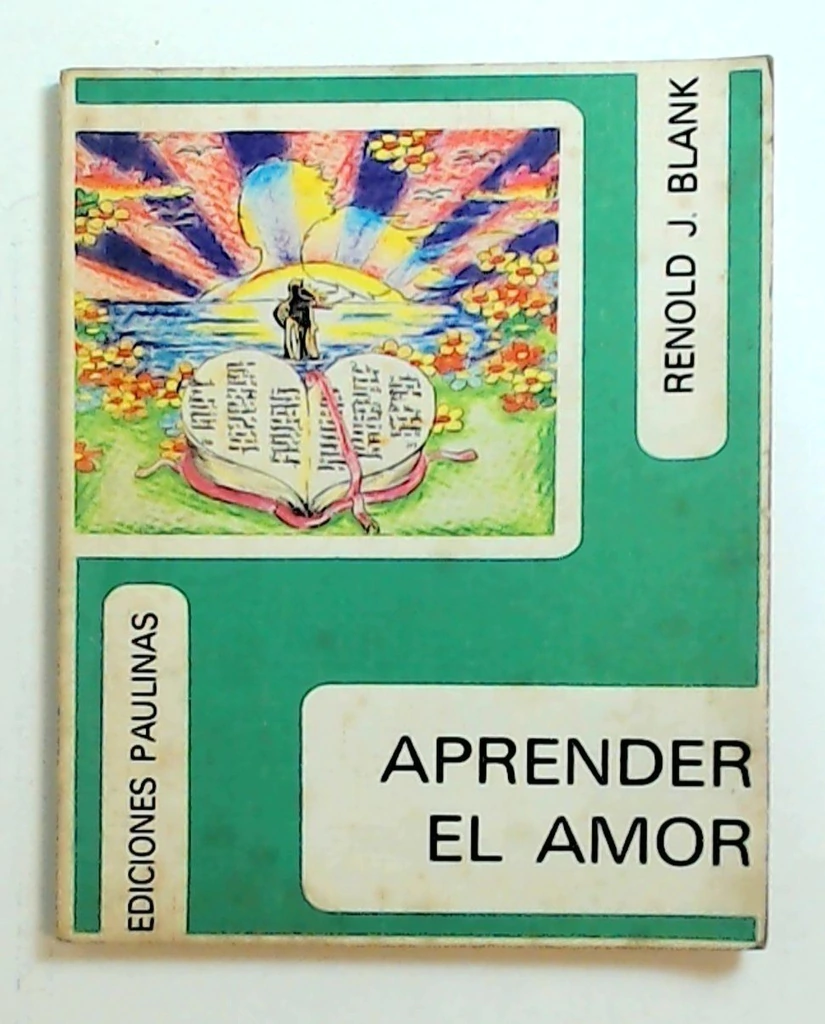 RENOLD J. BLANK
EDICIONES PAULINAS
APRENDER
EL AMOR